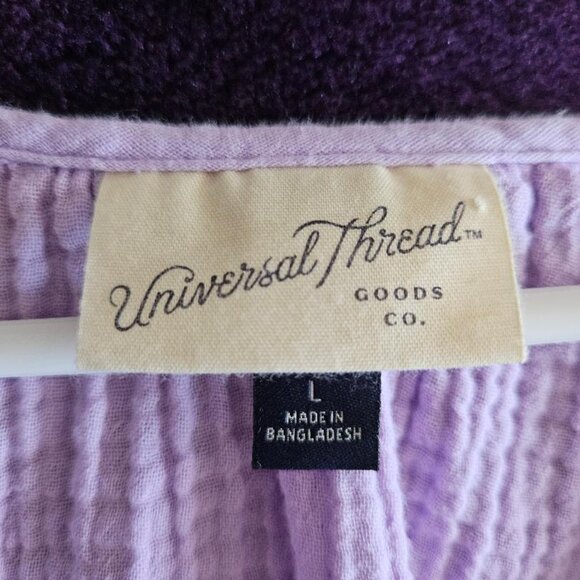 Universal Thread™
GOODS
CO.
L
MADE IN
BANGLADESH